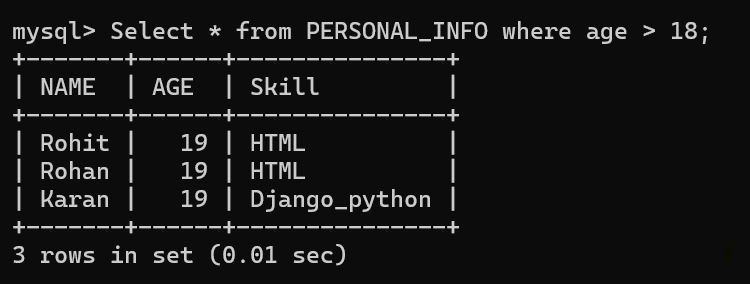 mysql> Select * from PERSONAL_INFO where age > 18;
+-------+------+---------------+
| NAME  | AGE  | Skill         |
+-------+------+---------------+
| Rohit |   19 | HTML          |
| Rohan |   19 | HTML          |
| Karan |   19 | Django_python |
+-------+------+---------------+
3 rows in set (0.01 sec)